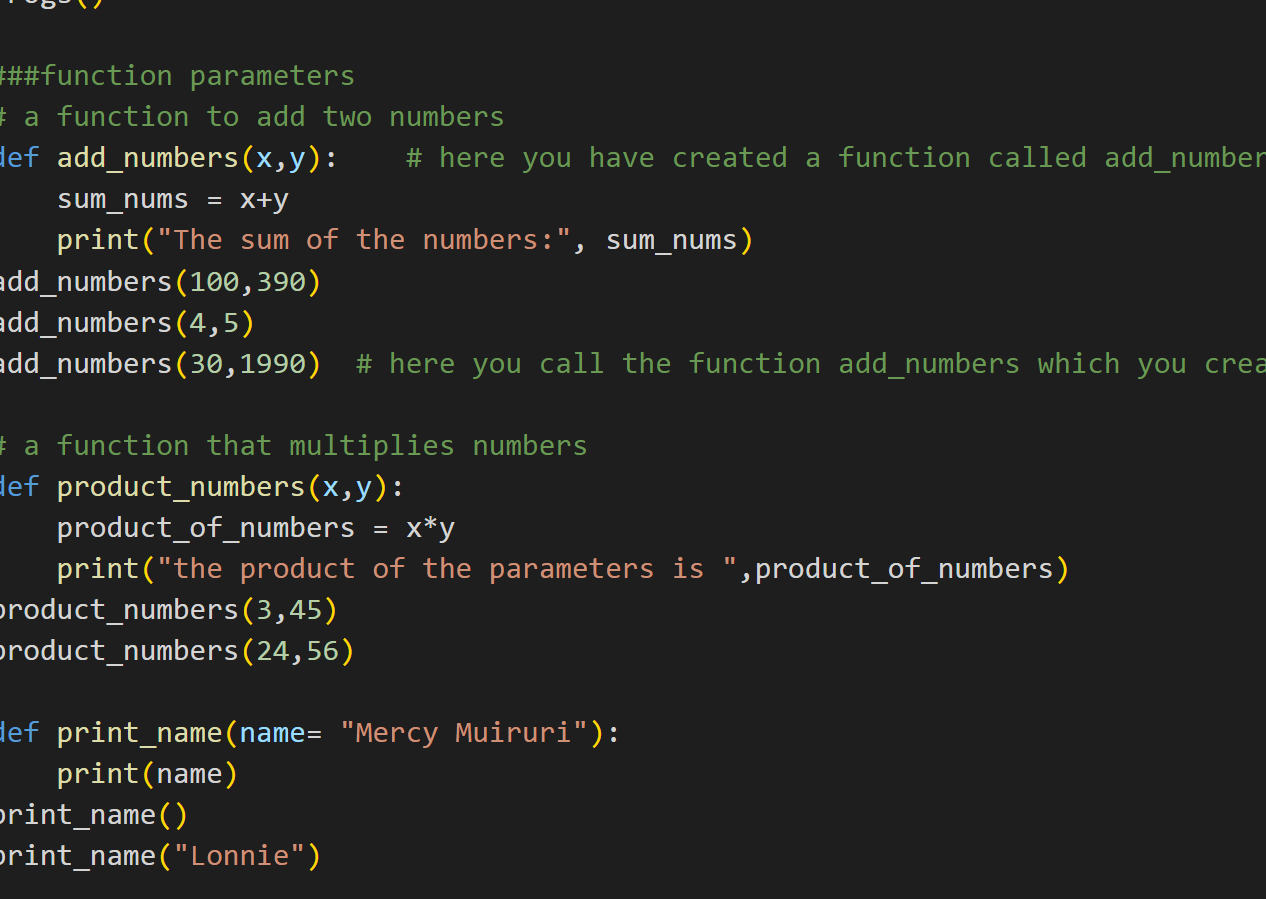 ###function parameters
# a function to add two numbers
def add_numbers(x,y):    # here you have created a function called add_number
    sum_nums = x+y
    print("The sum of the numbers:", sum_nums)
add_numbers(100,390)
add_numbers(4,5)
add_numbers(30,1990)  # here you call the function add_numbers which you crea
# a function that multiplies numbers
def product_numbers(x,y):
    product_of_numbers = x*y
    print("the product of the parameters is ",product_of_numbers)
product_numbers(3,45)
product_numbers(24,56)
def print_name(name= "Mercy Muiruri"):
    print(name)
print_name()
print_name("Lonnie")